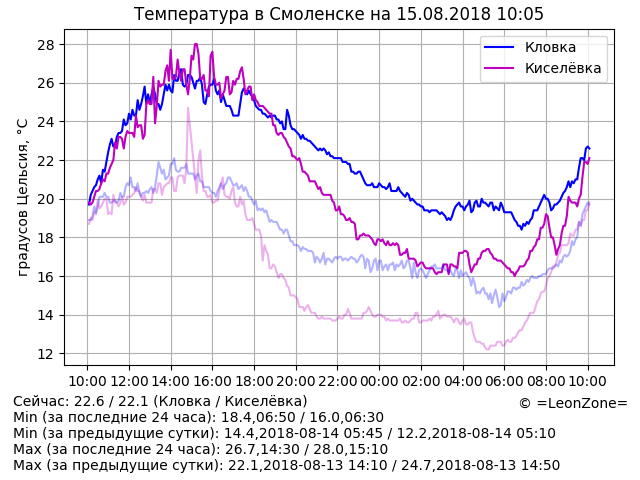 Температура в Смоленске на 15.08.2018 10:05
градусов Цельсия, °C
28
26
24
22
20
18
16
14
12
Кловка
Киселёвка
10:00 12:00 14:00 16:00 18:00 20:00 22:00 00:00 02:00 04:00 06:00 08:00 10:00
Сейчас: 22.6 / 22.1 (Кловка / Киселёвка)
© =LeonZone=
Min (за последние 24 часа): 18.4,06:50 / 16.0,06:30
Min (за предыдущие сутки): 14.4,2018-08-14 05:45 / 12.2,2018-08-14 05:10
Max (за последние 24 часа): 26.7,14:30 / 28.0,15:10
Max (за предыдущие сутки): 22.1,2018-08-13 14:10 / 24.7,2018-08-13 14:50